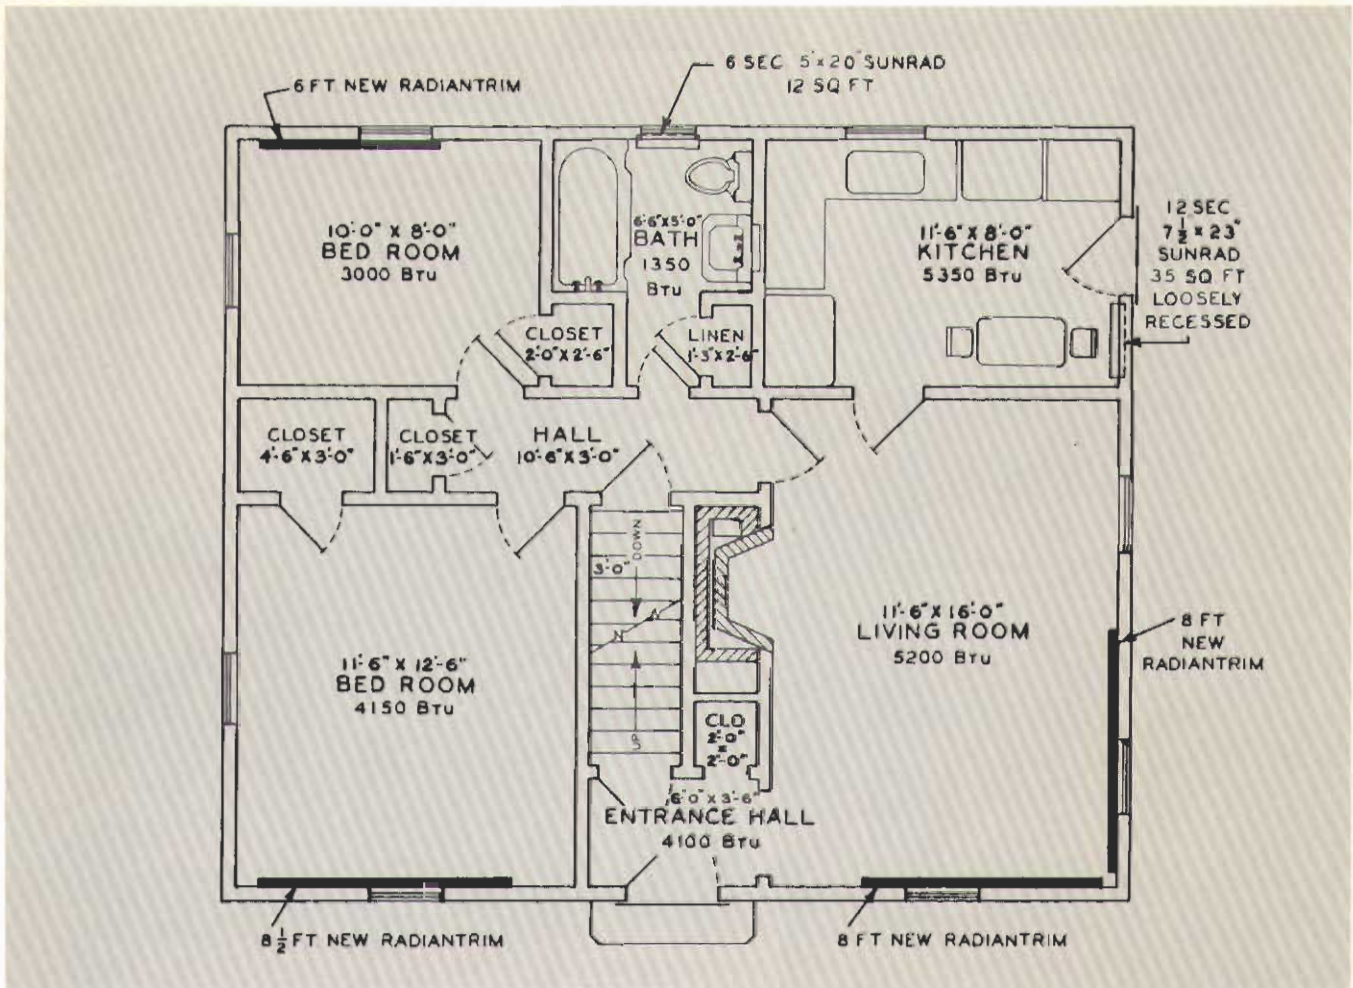 6 SEC 5"x20" SUNRAD
12 SQ FT
6 FT NEW RADIANTRIM
10'-0" X 8'-0"
BED ROOM
3000 BTU
6'-6"X5'-0"
BATH
1350
BTU
11'-6" X 8'-0"
KITCHEN
5350 BTU
12 SEC
7 1/2 x 23"
SUNRAD
35 SQ FT
LOOSELY
RECESSED
CLOSET
2'-0" X 2'-6"
LINEN
1'-3"X2'-6"
CLOSET
4'-6"X3'-0"
CLOSET
1'-6"X3'-0"
HALL
10'-6"X3'-0"
DOWN
3'-0"
UP
11'-6" X 12'-6"
BED ROOM
4150 BTU
11'-6" X 16'-0"
LIVING ROOM
5200 BTU
8 FT
NEW
RADIANTRIM
CLO
2'-0"
x
2'-0"
6'-0" X 3'-6"
ENTRANCE HALL
4100 BTU
8 1/2 FT NEW RADIANTRIM
8 FT NEW RADIANTRIM